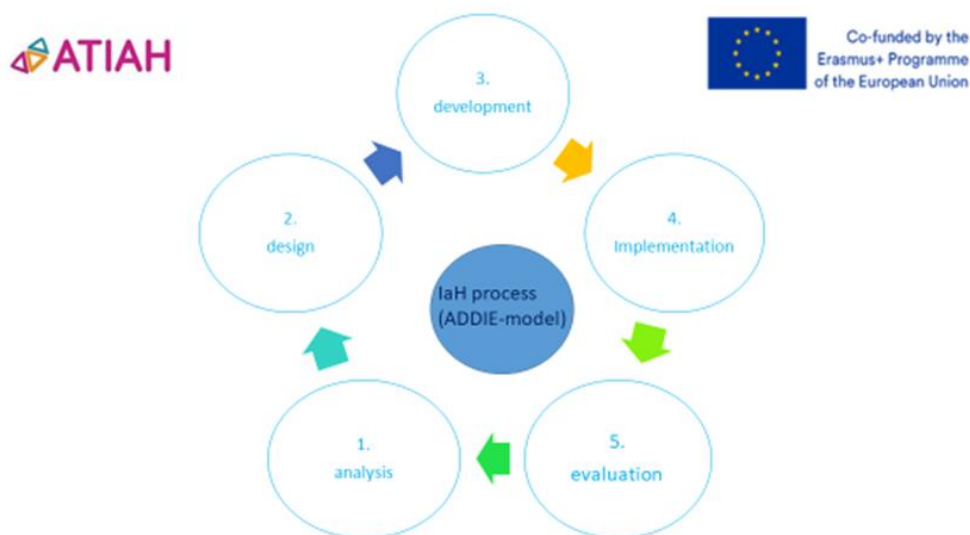 ATIAH
Co-funded by the
Erasmus+ Programme
of the European Union
3.
development
2.
design
4.
Implementation
IaH process
(ADDIE-model)
1.
analysis
5.
evaluation